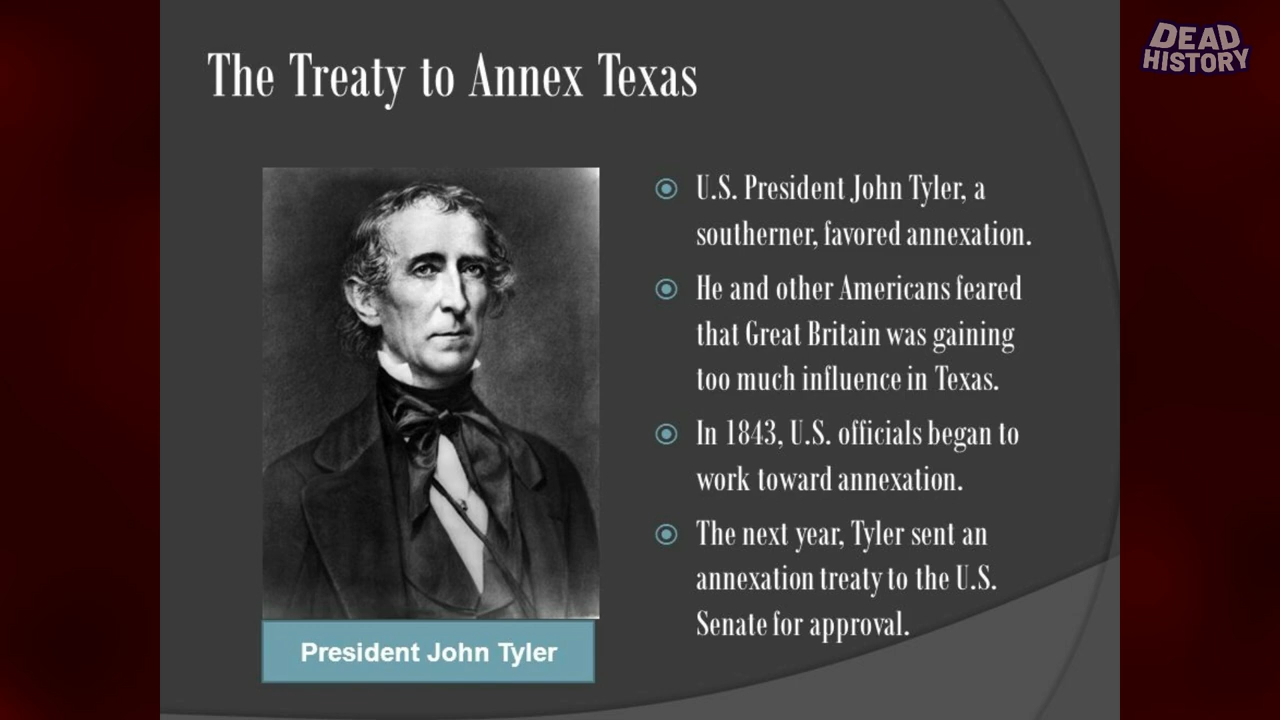 DEAD
HISTORY
The Treaty to Annex Texas
U.S. President John Tyler, a
southerner, favored annexation.
He and other Americans feared
that Great Britain was gaining
too much influence in Texas.
In 1843, U.S. officials began to
work toward annexation.
The next year, Tyler sent an
annexation treaty to the U.S.
Senate for approval.
President John Tyler